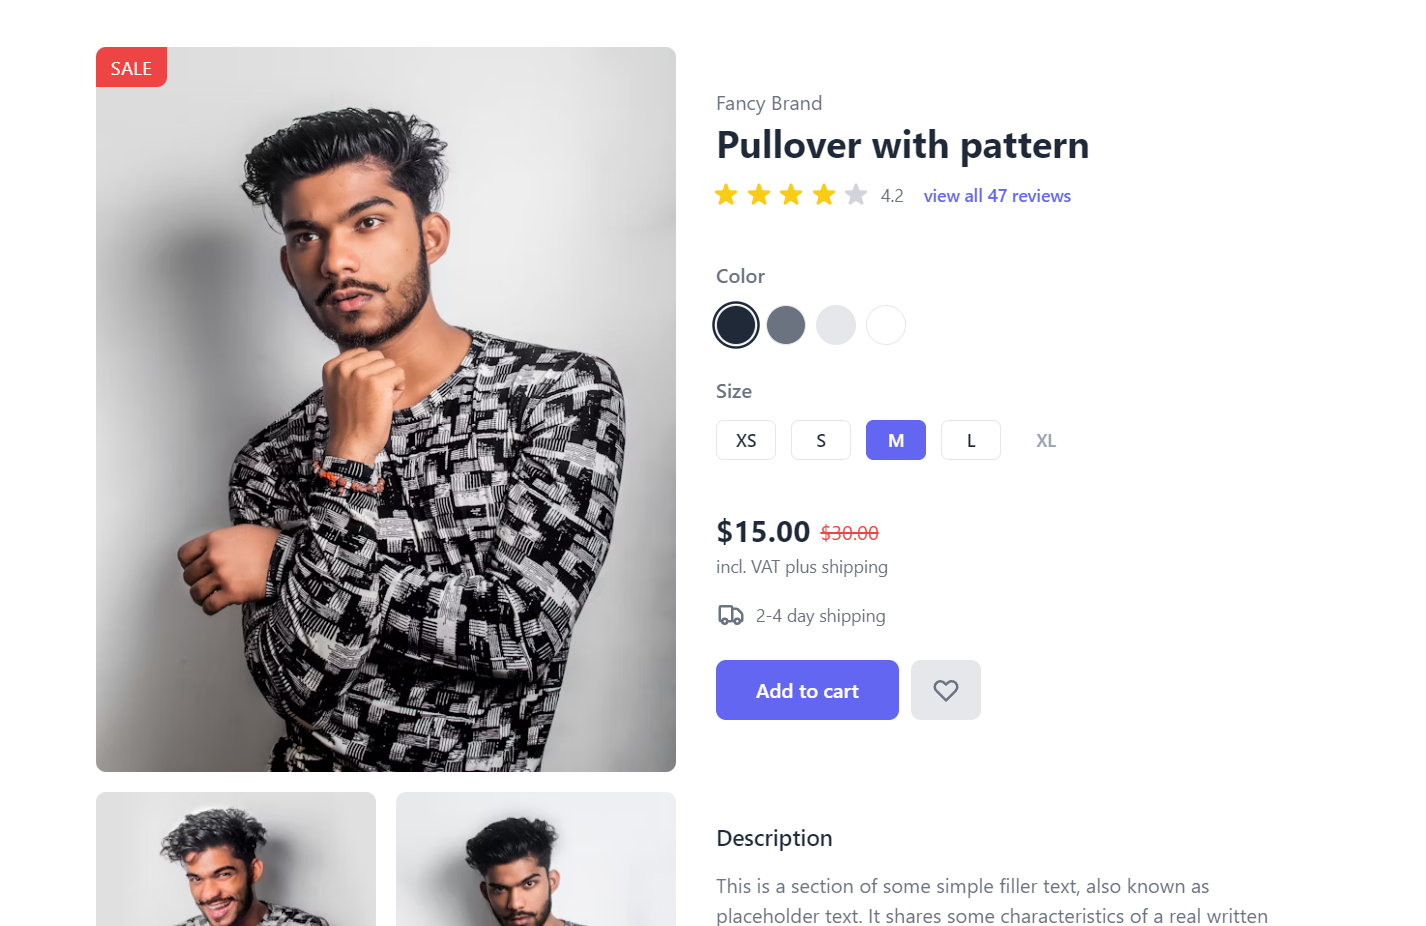 SALE
Fancy Brand
Pullover with pattern
4.2 view all 47 reviews
Color
Size
XS S M L XL
$15.00 $30.00
incl. VAT plus shipping
2-4 day shipping
Add to cart
Description
This is a section of some simple filler text, also known as
placeholder text. It shares some characteristics of a real written